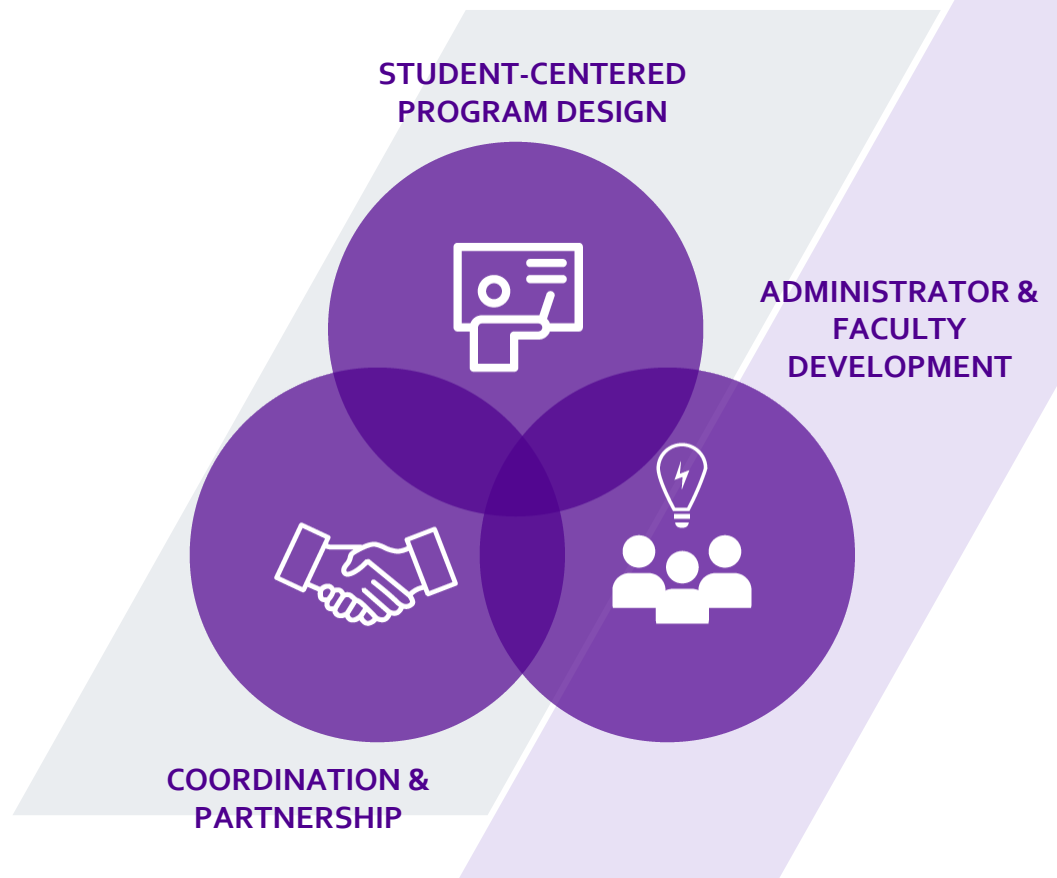 STUDENT-CENTERED
PROGRAM DESIGN
ADMINISTRATOR &
FACULTY
DEVELOPMENT
COORDINATION &
PARTNERSHIP